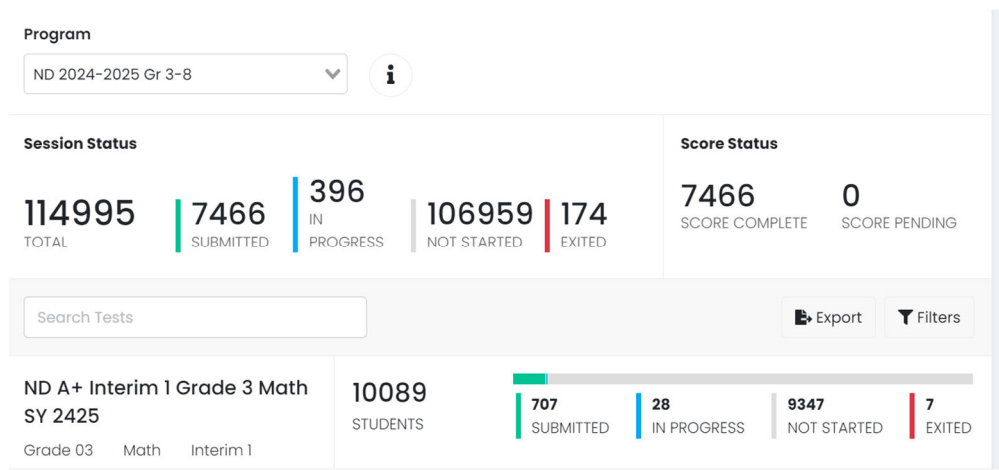 Program
ND 2024-2025 Gr 3-8
i
Session Status
114995
TOTAL
7466
SUBMITTED
396
IN
PROGRESS
106959
NOT STARTED
174
EXITED
Score Status
7466
SCORE COMPLETE
0
SCORE PENDING
Search Tests
Export
Filters
ND A+ Interim 1 Grade 3 Math
SY 2425
Grade 03 Math Interim 1
10089
STUDENTS
707
SUBMITTED
28
IN PROGRESS
9347
NOT STARTED
7
EXITED